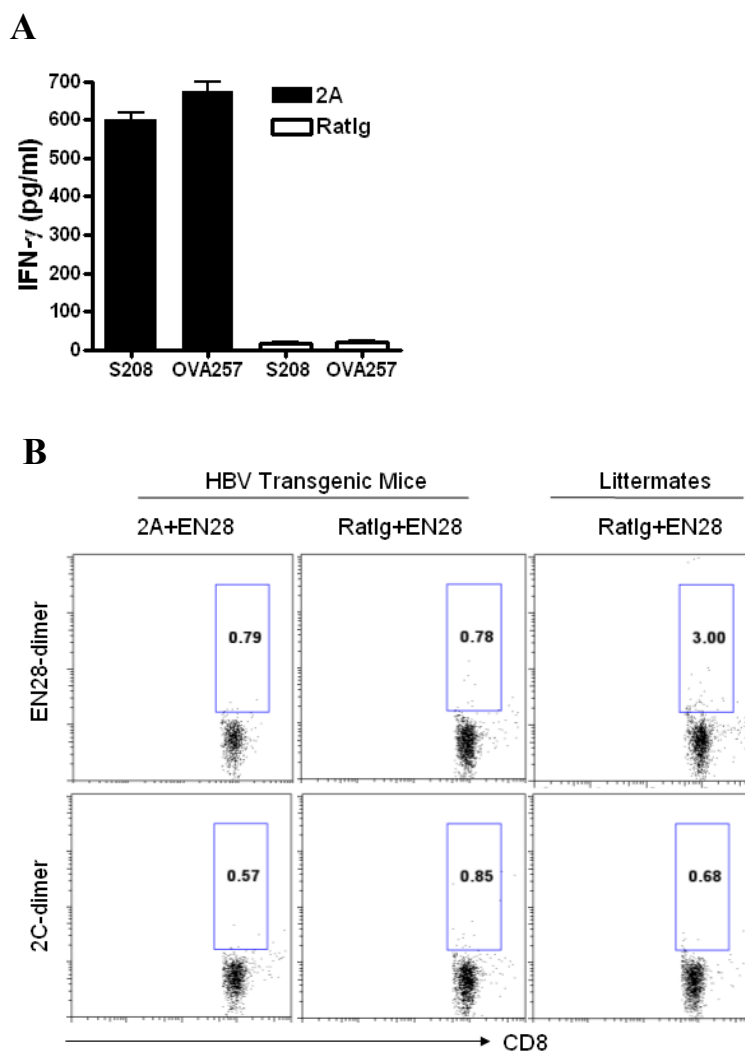 A
IFN-γ (pg/ml)
700
600
500
400
300
200
100
0
2A
RatIg
S208 OVA257 S208 OVA257
B
HBV Transgenic Mice Littermates
2A+EN28 RatIg+EN28 RatIg+EN28
EN28-dimer
0.79 0.78 3.00
2C-dimer
0.57 0.85 0.68
CD8